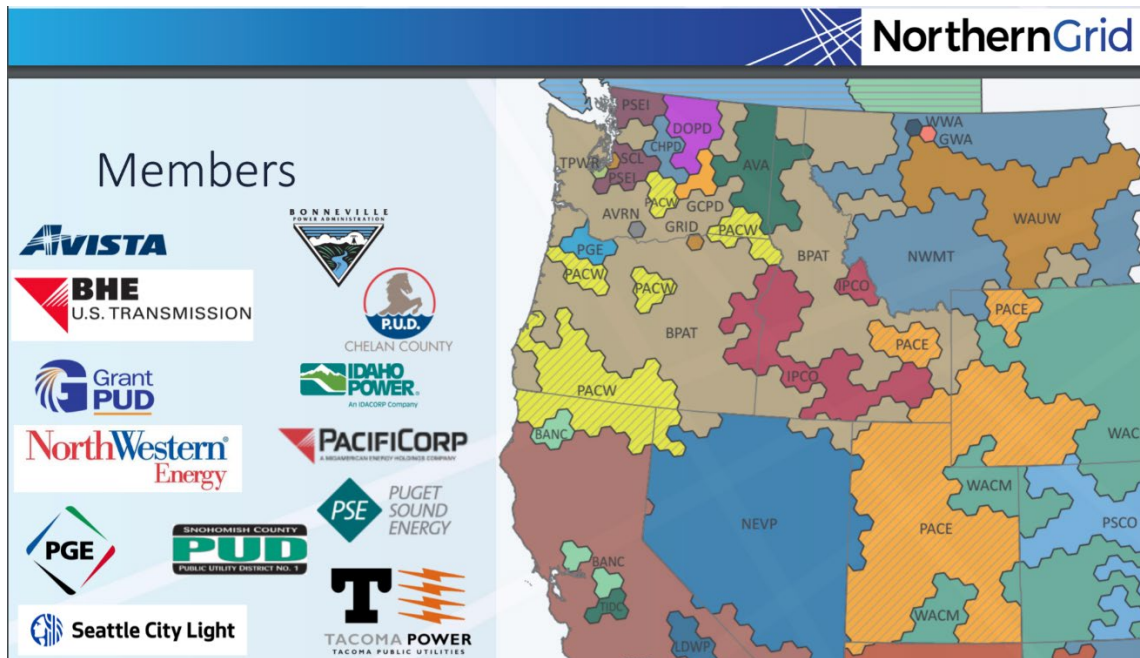 NorthernGrid
Members
AVISTA
BONNEVILLE
POWER ADMINISTRATION
BHE
U.S. TRANSMISSION
P.U.D.
CHELAN COUNTY
Grant
PUD
IDAHO
POWER®
An IDACORP Company
NorthWestern®
Energy
PACIFICORP
A MIDAMERICAN ENERGY HOLDINGS COMPANY
PSE
PUGET
SOUND
ENERGY
PGE
SNOHOMISH COUNTY
PUD
PUBLIC UTILITY DISTRICT NO. 1
Seattle City Light
TACOMA POWER
TACOMA PUBLIC UTILITIES
PSEI
DOPD
WWA
GWA
CHPD
TPWR
SCL
AVA
PSEI
PACW
GCPD
WAUW
AVRN
GRID
PACW
PGE
BPAT
NWMT
PACW
PACW
IPCO
PACE
BPAT
PACE
IPCO
PACW
BANC
WAC
WACM
NEVP
PACE
PSCO
BANC
TIDC
WACM
LDWP